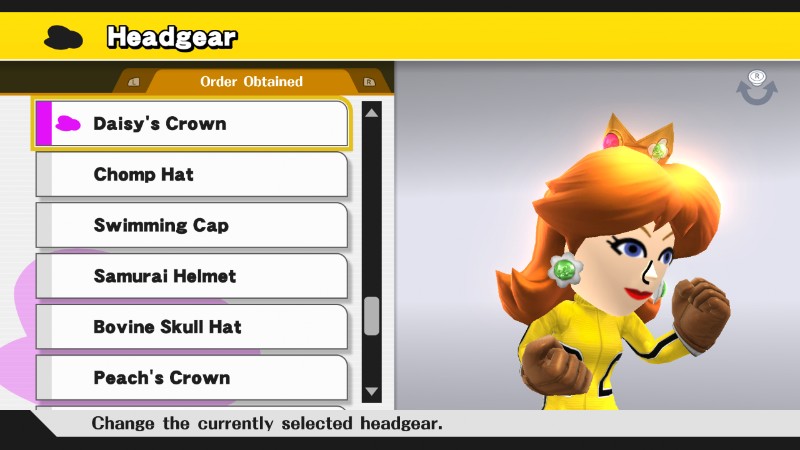 Headgear
L
Order Obtained
R
R
Daisy's Crown
Chomp Hat
Swimming Cap
Samurai Helmet
Bovine Skull Hat
Peach's Crown
Change the currently selected headgear.